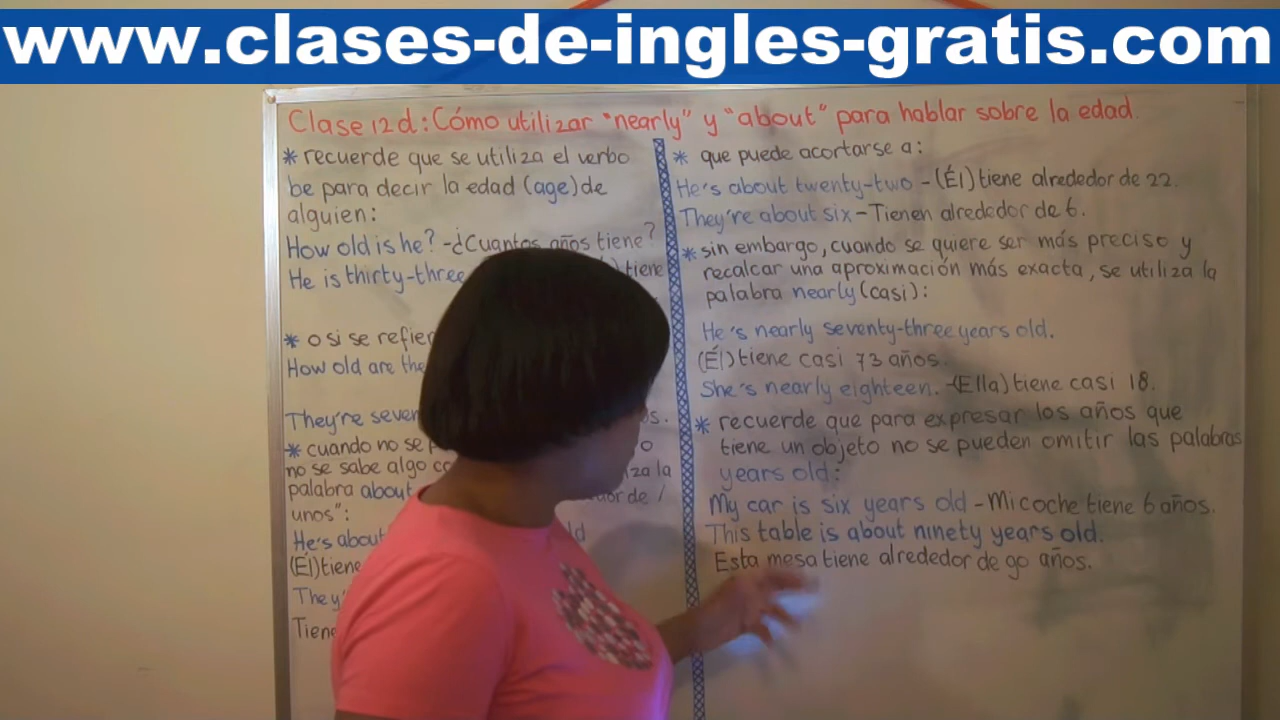 www.clases-de-ingles-gratis.com
Clase 12d: Cómo utilizar "nearly" y "about" para hablar sobre la edad.
* recuerde que se utiliza el verbo
be para decir la edad (age) de
alguien:
How old is he? - ¿Cuantos años tiene?
He is thirty-three tiene
* o si se
How old are
They're
* cuando no se
no se sabe algo la
palabra about de /
unos":
He's about
(Él) tiene
Tiene
* que puede acortarse a:
He's about twenty-two - (Él) tiene alrededor de 22.
They're about six - Tienen alrededor de 6.
* sin embargo, cuando se quiere ser más preciso y
recalcar una aproximación más exacta, se utiliza la
palabra nearly (casi):
He's nearly seventy-three years old.
(Él) tiene casi 73 años.
She's nearly eighteen. - (Ella) tiene casi 18.
* recuerde que para expresar los años que
tiene un objeto no se pueden omitir las palabras
years old:
My car is six years old - Mi coche tiene 6 años.
This table is about ninety years old.
Esta mesa tiene alrededor de 90 años.